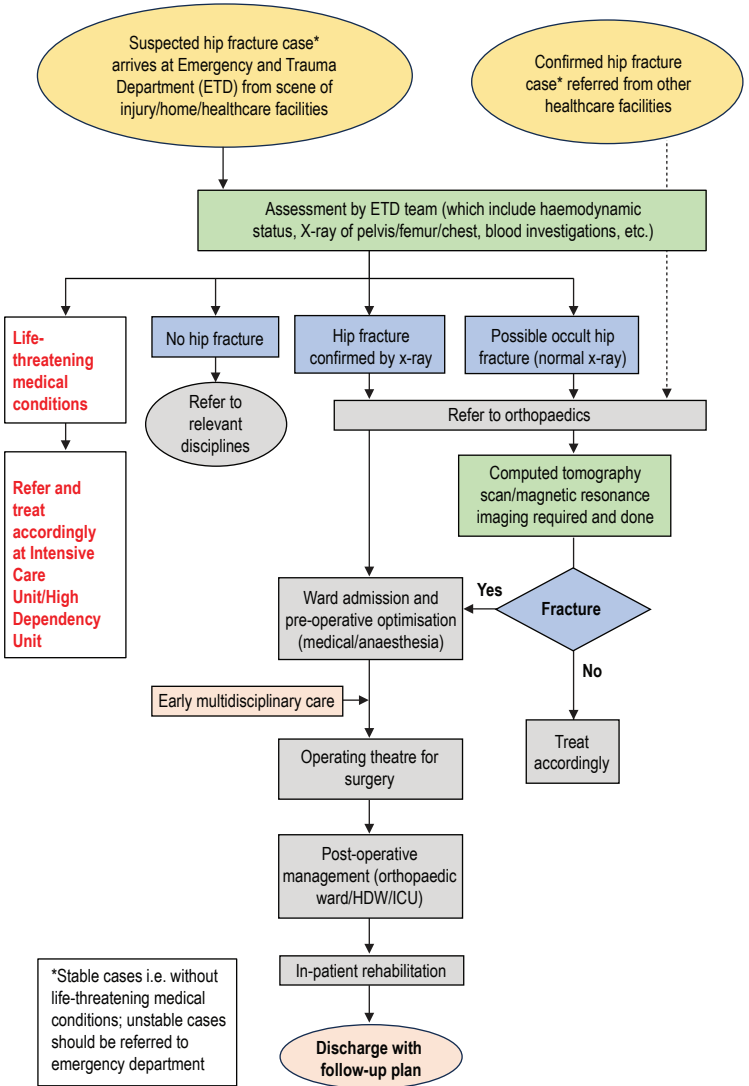 Suspected hip fracture case*
arrives at Emergency and Trauma
Department (ETD) from scene of
injury/home/healthcare facilities
Confirmed hip fracture
case* referred from other
healthcare facilities
Assessment by ETD team (which include haemodynamic
status, X-ray of pelvis/femur/chest, blood investigations, etc.)
Life-
threatening
medical
conditions
No hip fracture
Hip fracture
confirmed by x-ray
Possible occult hip
fracture (normal x-ray)
Refer to
relevant
disciplines
Refer to orthopaedics
Refer and
treat
accordingly
at Intensive
Care
Unit/High
Dependency
Unit
Computed tomography
scan/magnetic resonance
imaging required and done
Ward admission and
pre-operative optimisation
(medical/anaesthesia)
Yes
Fracture
No
Early multidisciplinary care
Treat
accordingly
Operating theatre for
surgery
Post-operative
management (orthopaedic
ward/HDW/ICU)
In-patient rehabilitation
*Stable cases i.e. without
life-threatening medical
conditions; unstable cases
should be referred to
emergency department
Discharge with
follow-up plan